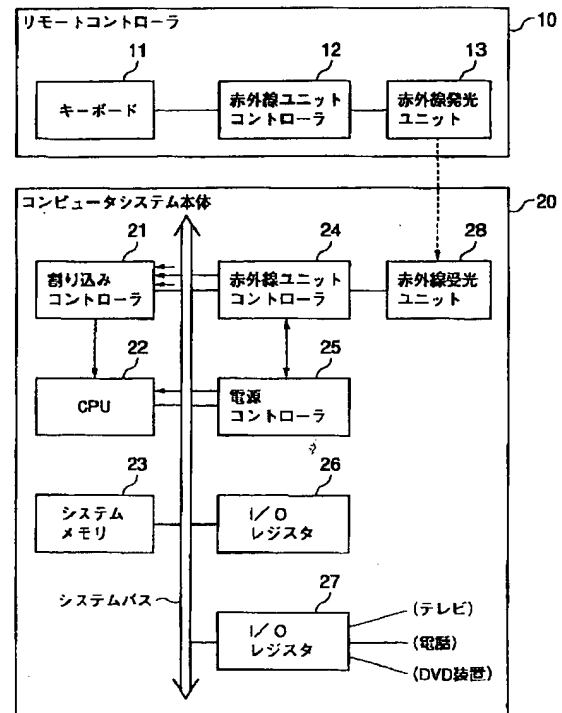 リモートコントローラ
10
11
12
13
キーボード
赤外線ユニット
コントローラ
赤外線発光
ユニット
コンピュータシステム本体
20
21
24
28
割り込み
コントローラ
赤外線ユニット
コントローラ
赤外線受光
ユニット
22
25
CPU
電源
コントローラ
23
26
システム
メモリ
I/O
レジスタ
27
システムバス
I/O
レジスタ
(テレビ)
(電話)
(DVD装置)